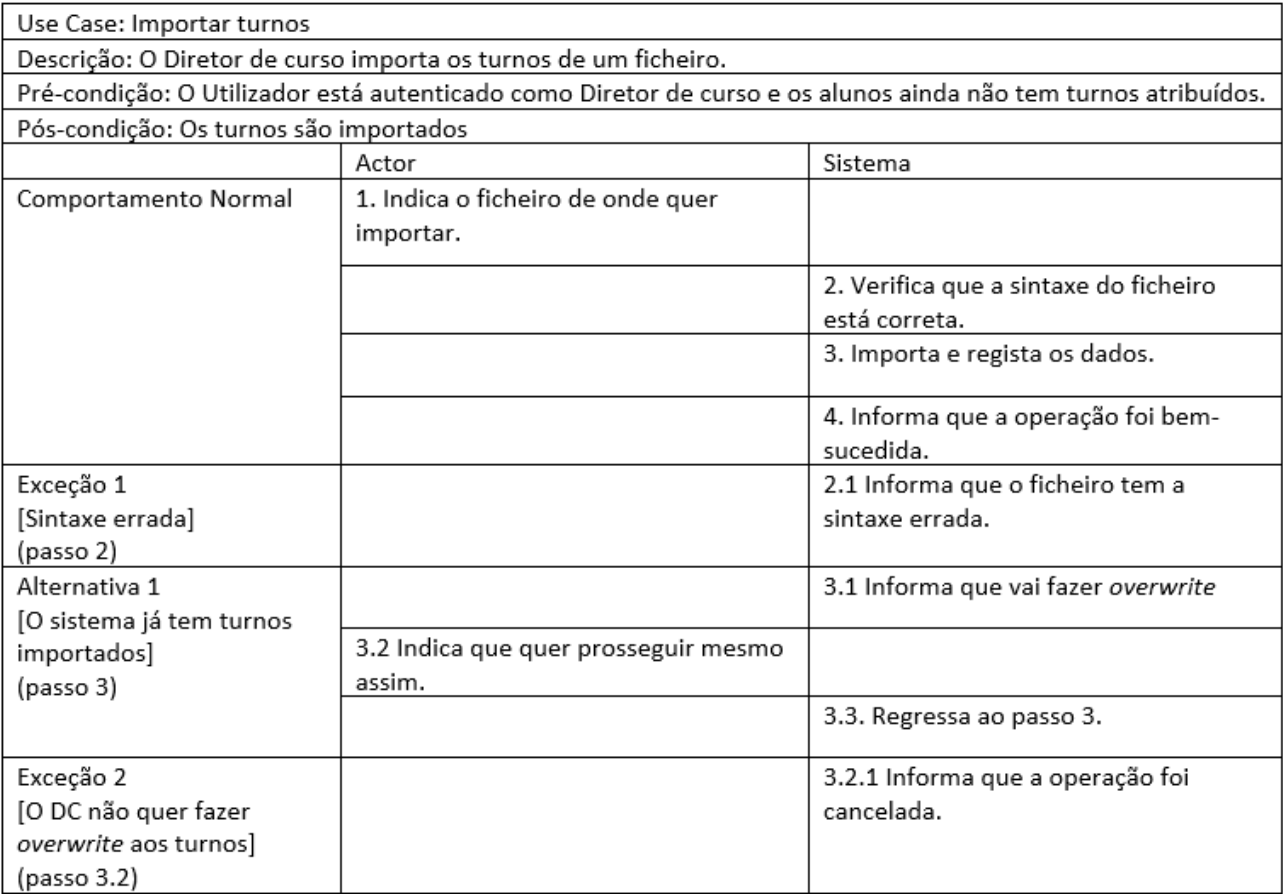 Use Case: Importar turnos
Descrição: O Diretor de curso importa os turnos de um ficheiro.
Pré-condição: O Utilizador está autenticado como Diretor de curso e os alunos ainda não tem turnos atribuídos.
Pós-condição: Os turnos são importados
Actor
Sistema
Comportamento Normal
1. Indica o ficheiro de onde quer
importar.
2. Verifica que a sintaxe do ficheiro
está correta.
3. Importa e regista os dados.
4. Informa que a operação foi bem-
sucedida.
Exceção 1
[Sintaxe errada]
(passo 2)
2.1 Informa que o ficheiro tem a
sintaxe errada.
Alternativa 1
[O sistema já tem turnos
importados]
(passo 3)
3.1 Informa que vai fazer overwrite
3.2 Indica que quer prosseguir mesmo
assim.
3.3. Regressa ao passo 3.
Exceção 2
[O DC não quer fazer
overwrite aos turnos]
(passo 3.2)
3.2.1 Informa que a operação foi
cancelada.